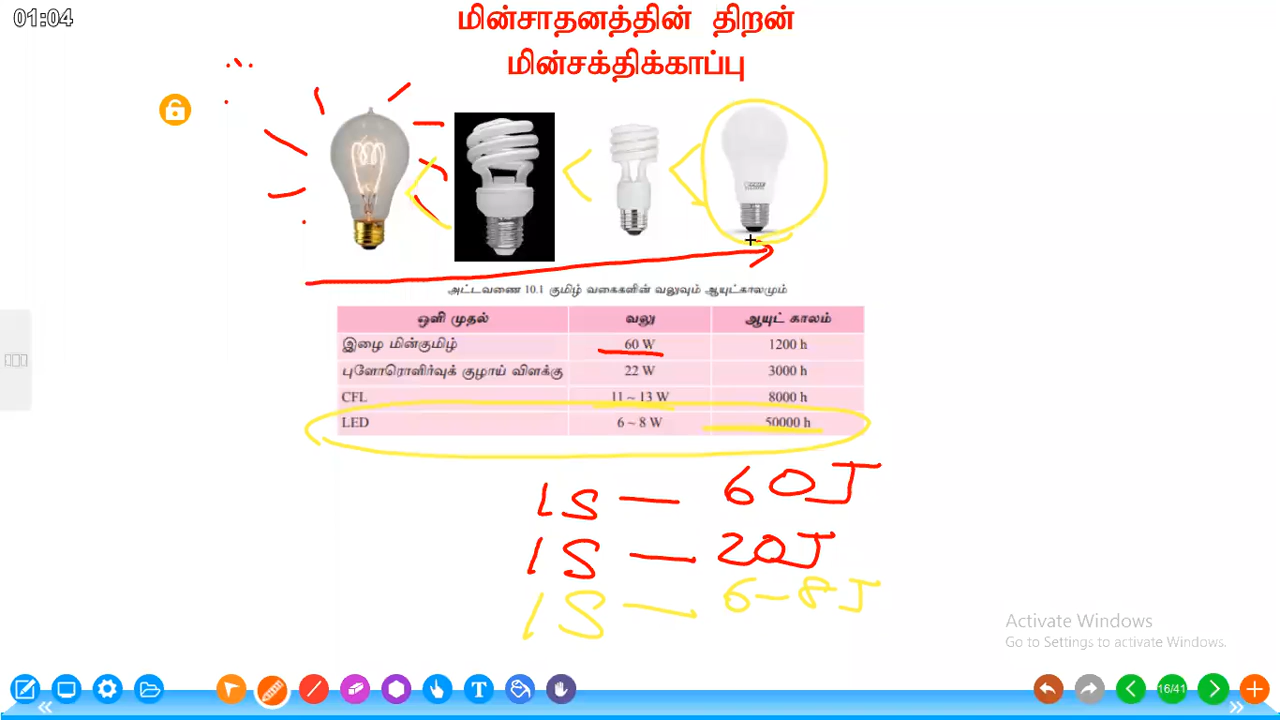 01:04
மின்சாதனத்தின் திறன்
மின்சக்திக்காப்பு
அட்டவணை 10.1 குமிழ் வகைகளின் வலுவும் ஆயுட்காலமும்
ஒளி முதல் வலு ஆயுட் காலம்
இழை மின்குமிழ் 60 W 1200 h
புளோரொளிர்வுக் குழாய் விளக்கு 22 W 3000 h
CFL 11 ~ 13 W 8000 h
LED 6 ~ 8 W 50000 h
1S — 60J
1S — 20J
1S — 6-8J
Activate Windows
Go to Settings to activate Windows.
16/41